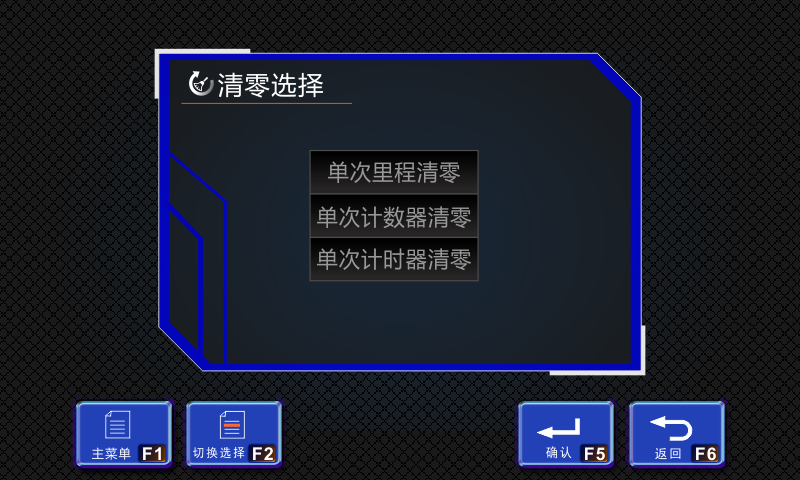 清零选择
单次里程清零
单次计数器清零
单次计时器清零
主菜单 F1
切换选择 F2
确认 F5
返回 F6